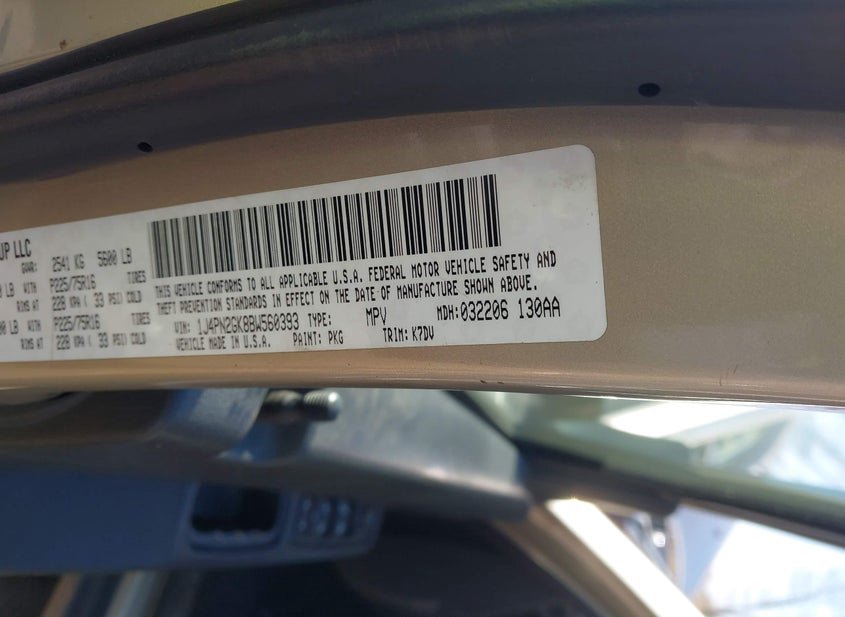 UP LLC
GVWR: 2541 KG 5600 LB
LB WITH P225/75R16 TIRES
RIMS AT 228 KPA ( 33 PSI) COLD
00 LB WITH P225/75R16 TIRES
RIMS AT 228 KPA ( 33 PSI) COLD
THIS VEHICLE CONFORMS TO ALL APPLICABLE U.S.A. FEDERAL MOTOR VEHICLE SAFETY AND
THEFT PREVENTION STANDARDS IN EFFECT ON THE DATE OF MANUFACTURE SHOWN ABOVE.
VIN: 1J4PN2GK8BW560393 TYPE: MPV MDH:032206 130AA
VEHICLE MADE IN U.S.A. PAINT: PKG TRIM: K7DV